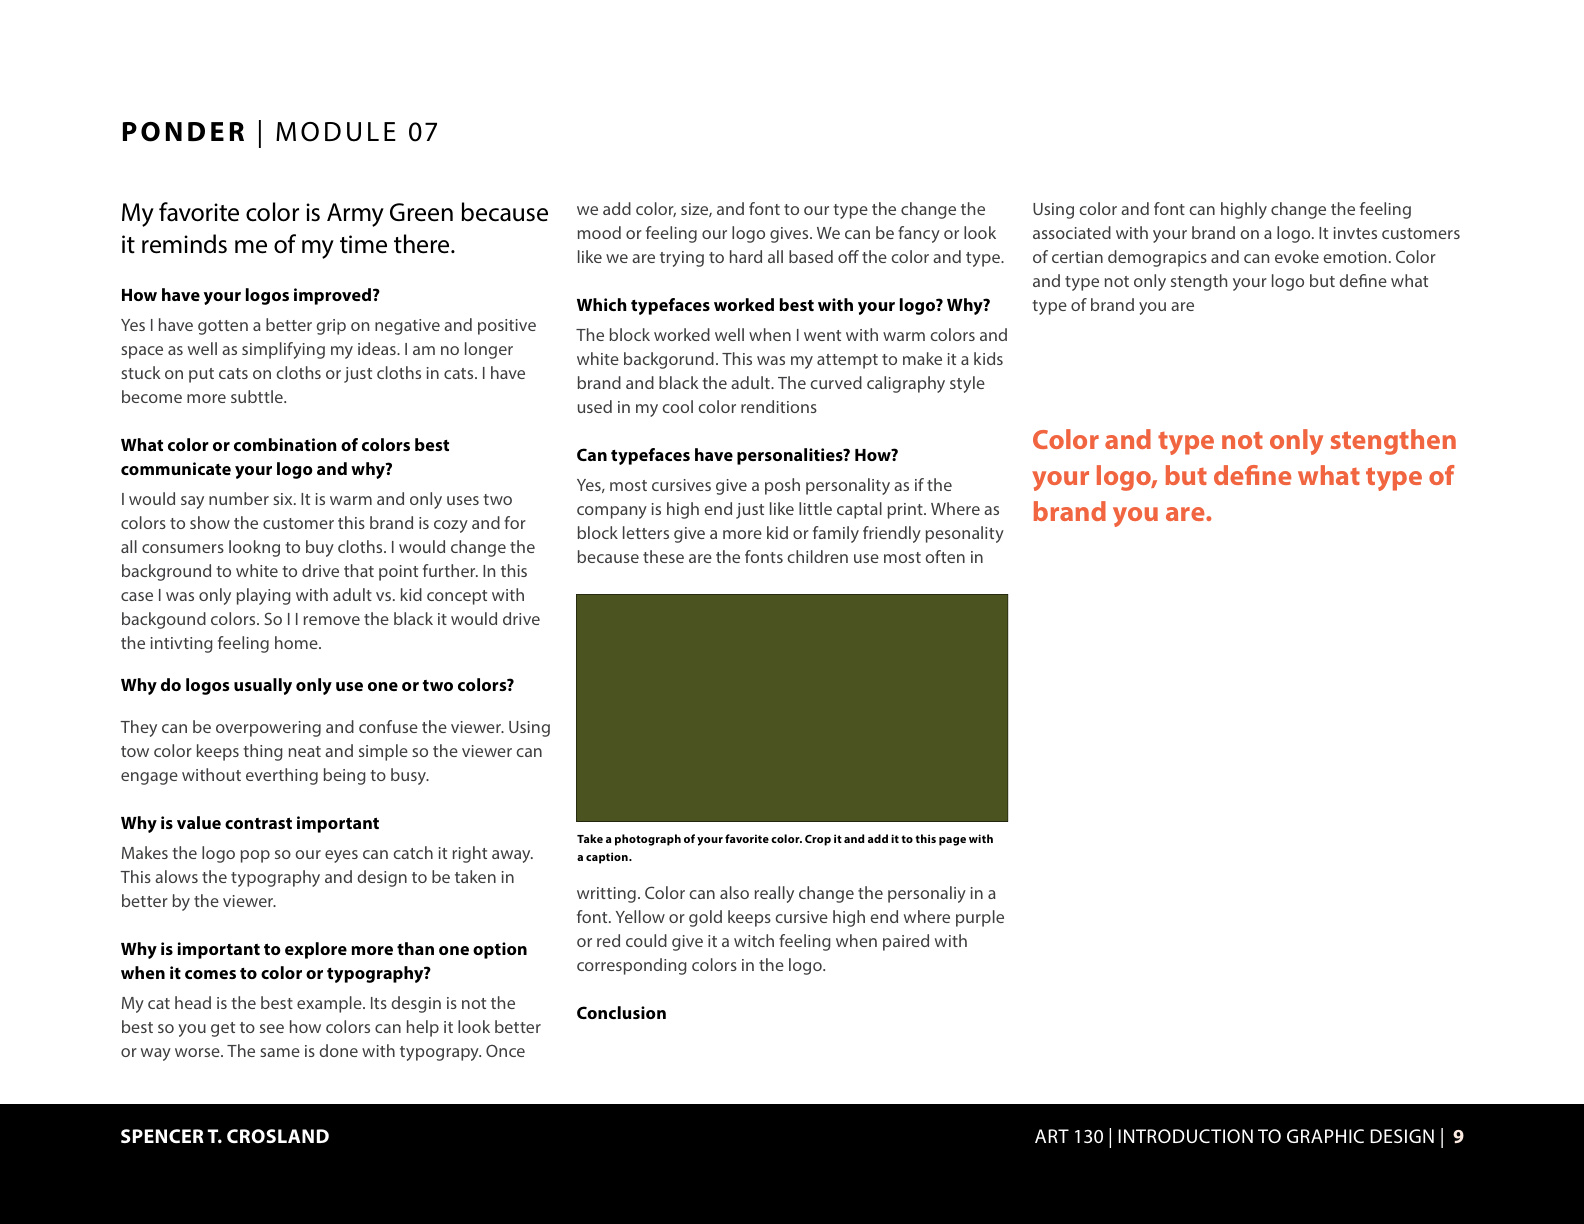 PONDER | MODULE 07
My favorite color is Army Green because
it reminds me of my time there.
How have your logos improved?
Yes I have gotten a better grip on negative and positive
space as well as simplifying my ideas. I am no longer
stuck on put cats on cloths or just cloths in cats. I have
become more subttle.
What color or combination of colors best
communicate your logo and why?
I would say number six. It is warm and only uses two
colors to show the customer this brand is cozy and for
all consumers lookng to buy cloths. I would change the
background to white to drive that point further. In this
case I was only playing with adult vs. kid concept with
backgound colors. So I I remove the black it would drive
the intivting feeling home.
Why do logos usually only use one or two colors?
They can be overpowering and confuse the viewer. Using
tow color keeps thing neat and simple so the viewer can
engage without everthing being to busy.
Why is value contrast important
Makes the logo pop so our eyes can catch it right away.
This alows the typography and design to be taken in
better by the viewer.
Why is important to explore more than one option
when it comes to color or typography?
My cat head is the best example. Its desgin is not the
best so you get to see how colors can help it look better
or way worse. The same is done with typograpy. Once
we add color, size, and font to our type the change the
mood or feeling our logo gives. We can be fancy or look
like we are trying to hard all based off the color and type.
Which typefaces worked best with your logo? Why?
The block worked well when I went with warm colors and
white backgorund. This was my attempt to make it a kids
brand and black the adult. The curved caligraphy style
used in my cool color renditions
Can typefaces have personalities? How?
Yes, most cursives give a posh personality as if the
company is high end just like little captal print. Where as
block letters give a more kid or family friendly pesonality
because these are the fonts children use most often in
Take a photograph of your favorite color. Crop it and add it to this page with
a caption.
writting. Color can also really change the personaliy in a
font. Yellow or gold keeps cursive high end where purple
or red could give it a witch feeling when paired with
corresponding colors in the logo.
Conclusion
Using color and font can highly change the feeling
associated with your brand on a logo. It invtes customers
of certian demograpics and can evoke emotion. Color
and type not only stength your logo but define what
type of brand you are
Color and type not only stengthen
your logo, but define what type of
brand you are.
SPENCER T. CROSLAND
ART 130 | INTRODUCTION TO GRAPHIC DESIGN | 9